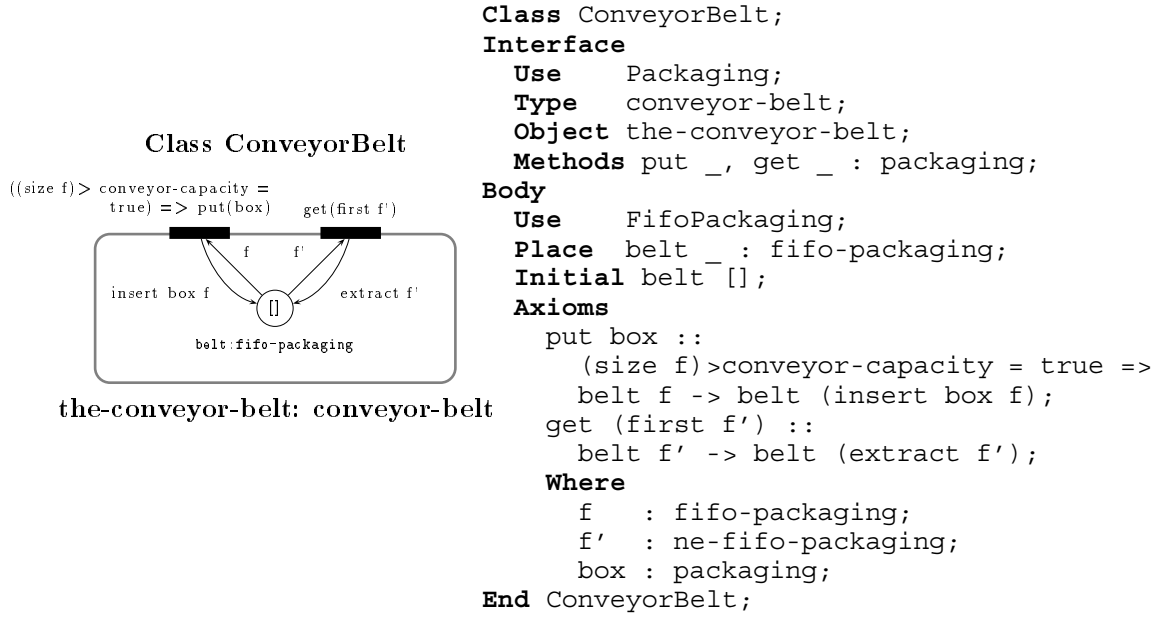 Class ConveyorBelt
((size f)> conveyor-capacity =
true) => put(box)
get(first f')
f
f'
insert box f
[]
extract f'
belt:fifo-packaging
the-conveyor-belt: conveyor-belt
Class ConveyorBelt;
Interface
Use Packaging;
Type conveyor-belt;
Object the-conveyor-belt;
Methods put _, get _ : packaging;
Body
Use FifoPackaging;
Place belt _ : fifo-packaging;
Initial belt [];
Axioms
put box ::
(size f)>conveyor-capacity = true =>
belt f -> belt (insert box f);
get (first f') ::
belt f' -> belt (extract f');
Where
f : fifo-packaging;
f' : ne-fifo-packaging;
box : packaging;
End ConveyorBelt;